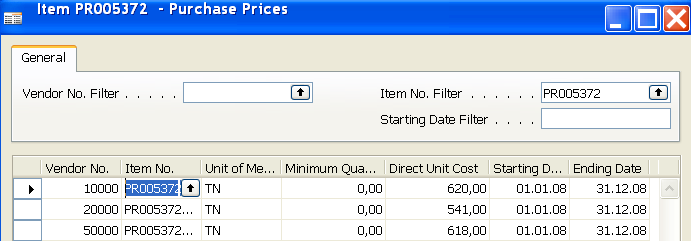 Item PR005372 - Purchase Prices
General
Vendor No. Filter . . . . . Item No. Filter . . . . . . PR005372
Starting Date Filter . . . .
Vendor No. Item No. Unit of Me... Minimum Qua... Direct Unit Cost Starting D... Ending Date
10000 PR005372 TN 0,00 620,00 01.01.08 31.12.08
20000 PR005372... TN 0,00 541,00 01.01.08 31.12.08
50000 PR005372... TN 0,00 618,00 01.01.08 31.12.08